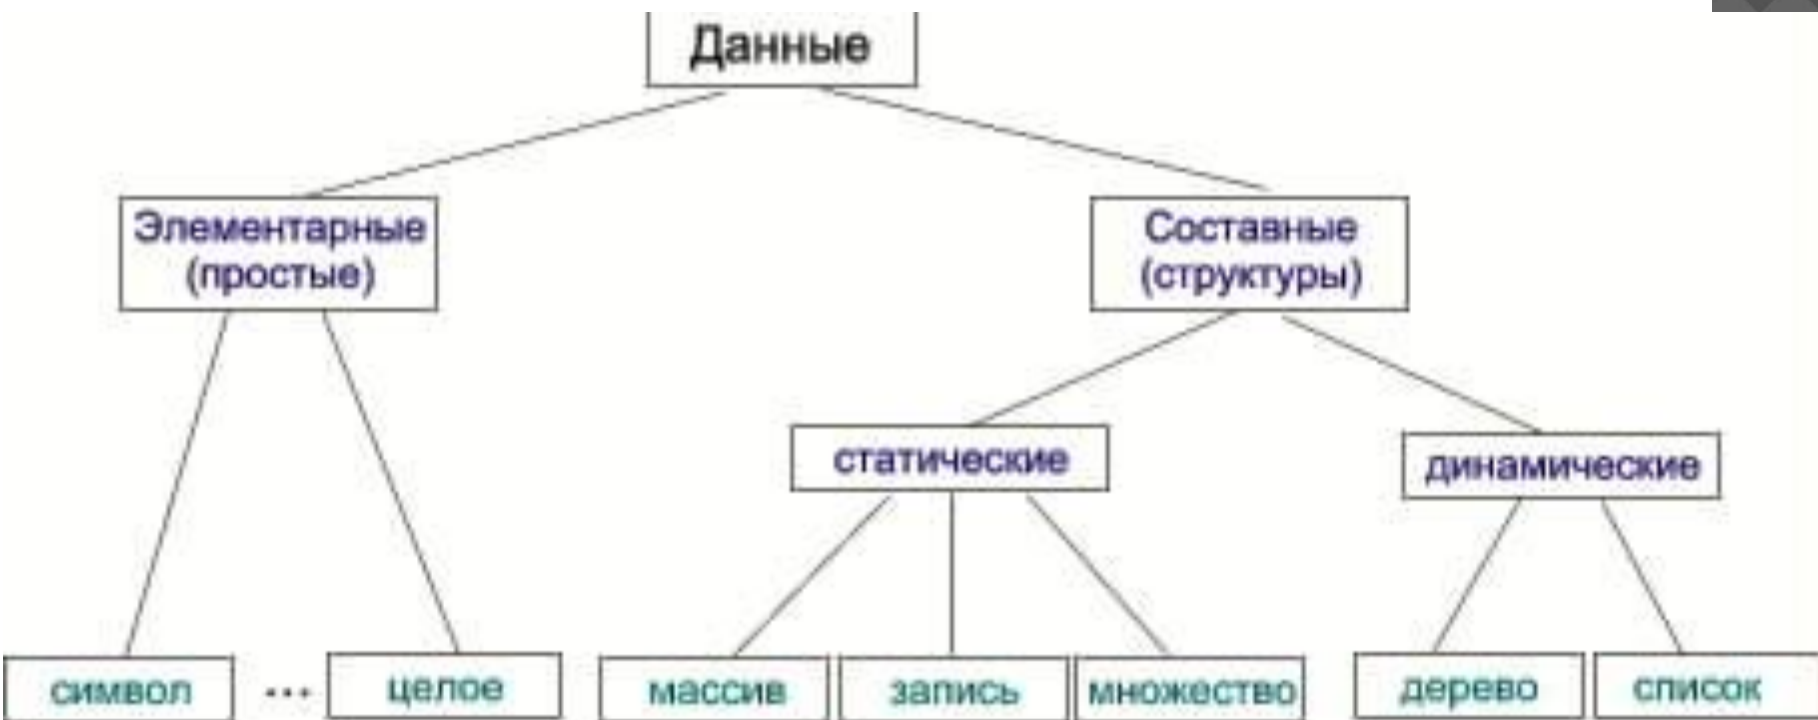 Данные
Элементарные
(простые)
Составные
(структуры)
статические
динамические
символ ... целое
массив
запись
множество
дерево
список